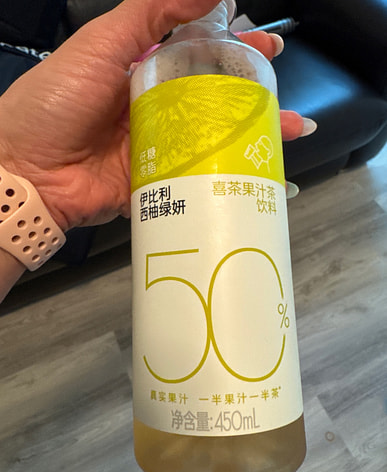 低糖
零脂
伊比利
西柚绿妍
喜茶果汁茶
饮料
50%
真实果汁 一半果汁一半茶*
净含量:450mL